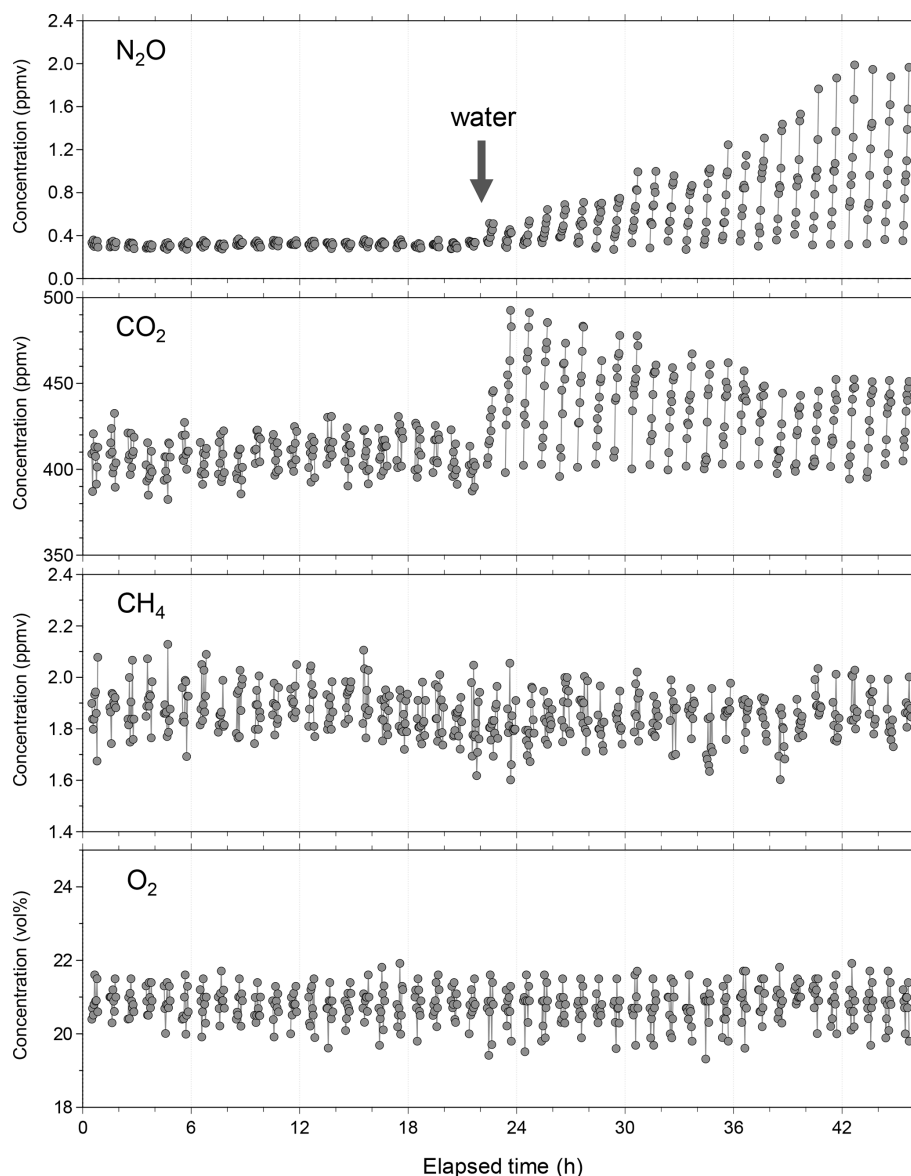 N₂O
Concentration (ppmv)
2.4
2.0
1.6
1.2
0.8
0.4
0.0
water
CO₂
Concentration (ppmv)
500
450
400
350
CH₄
Concentration (ppmv)
2.4
2.2
2.0
1.8
1.6
1.4
O₂
Concentration (vol%)
24
22
20
18
0 6 12 18 24 30 36 42
Elapsed time (h)